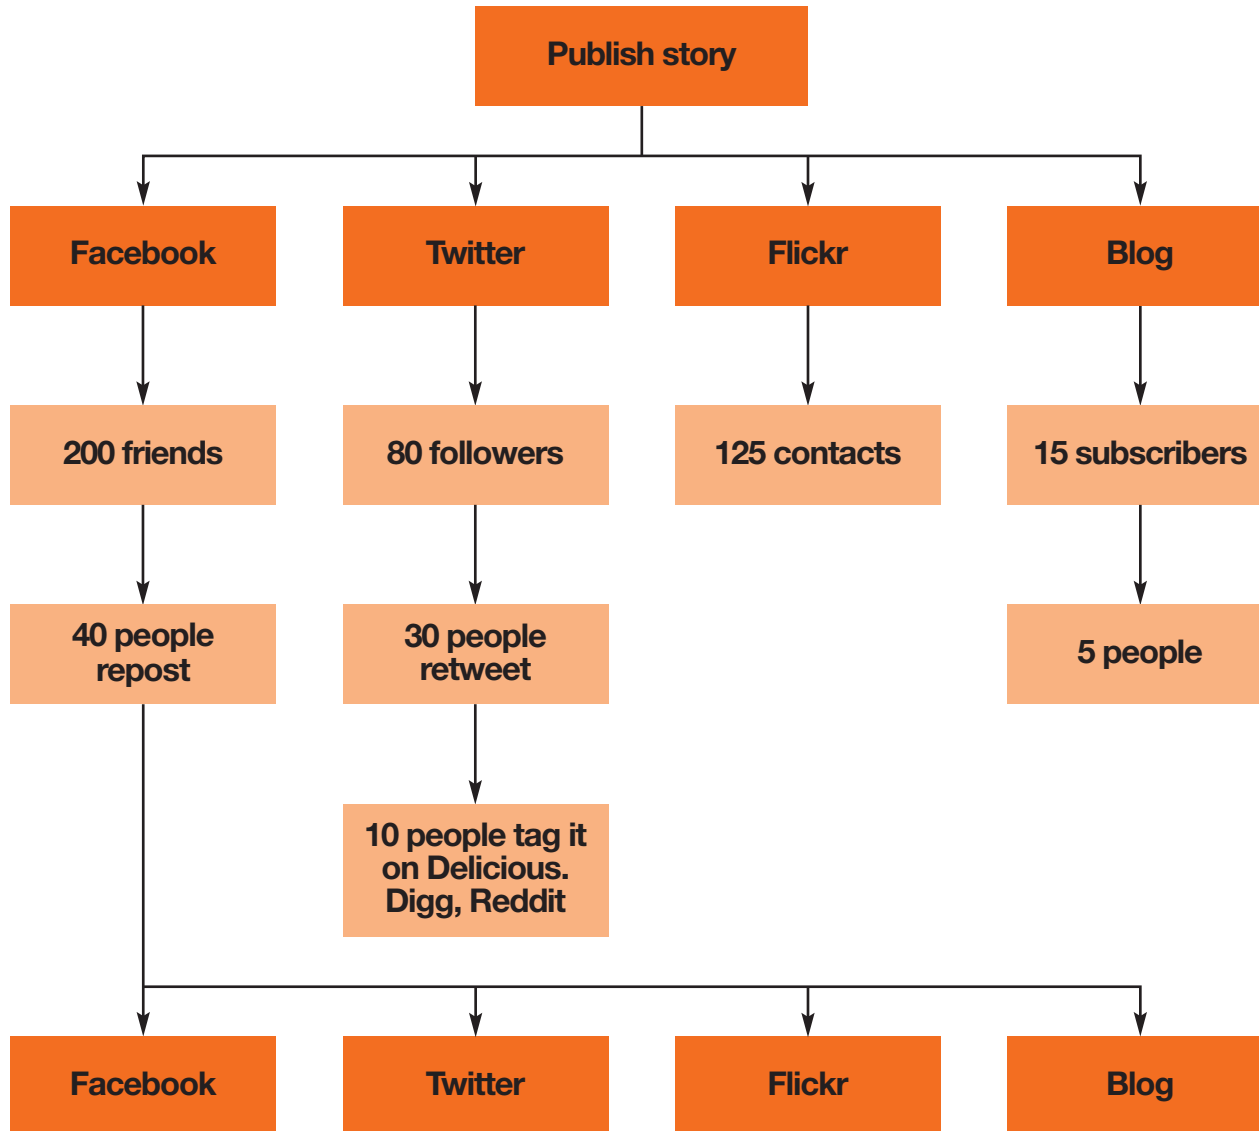 Publish story
Facebook
Twitter
Flickr
Blog
200 friends
80 followers
125 contacts
15 subscribers
40 people
repost
30 people
retweet
5 people
10 people tag it
on Delicious.
Digg, Reddit
Facebook
Twitter
Flickr
Blog